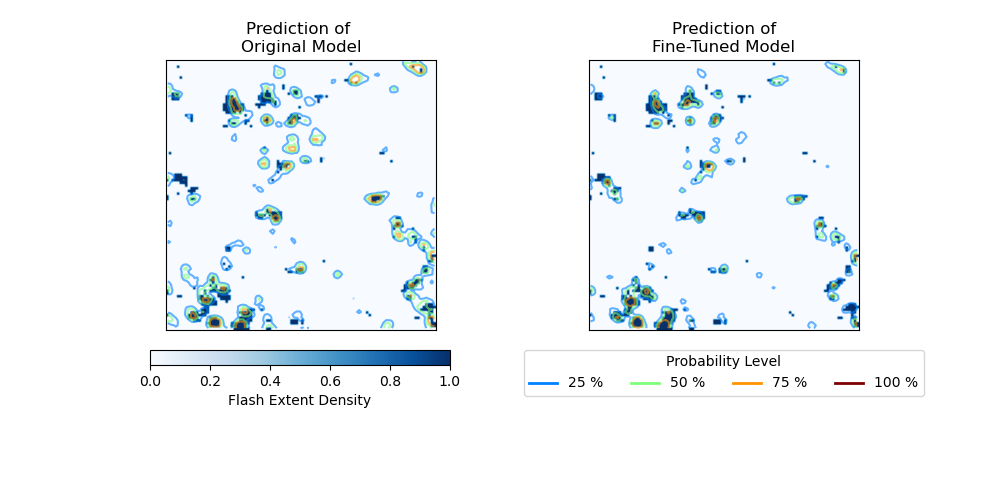 Prediction of
Original Model
Prediction of
Fine-Tuned Model
0.0 0.2 0.4 0.6 0.8 1.0
Flash Extent Density
Probability Level
25 % 50 % 75 % 100 %